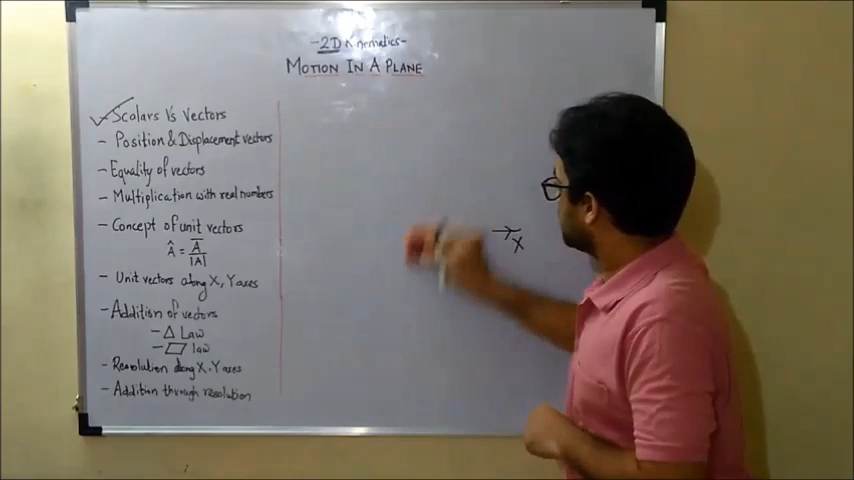 -2D Kinematics-
MOTION IN A PLANE
✓ Scalars Vs Vectors
- Position & Displacement vectors
- Equality of vectors
- Multiplication with real numbers
- Concept of unit vectors
Â = A̅ / |A̅|
- Unit vectors along X, Y axes
- Addition of vectors
- △ Law
- ▱ law
- Resolution along X, Y axes
- Addition through resolution
X